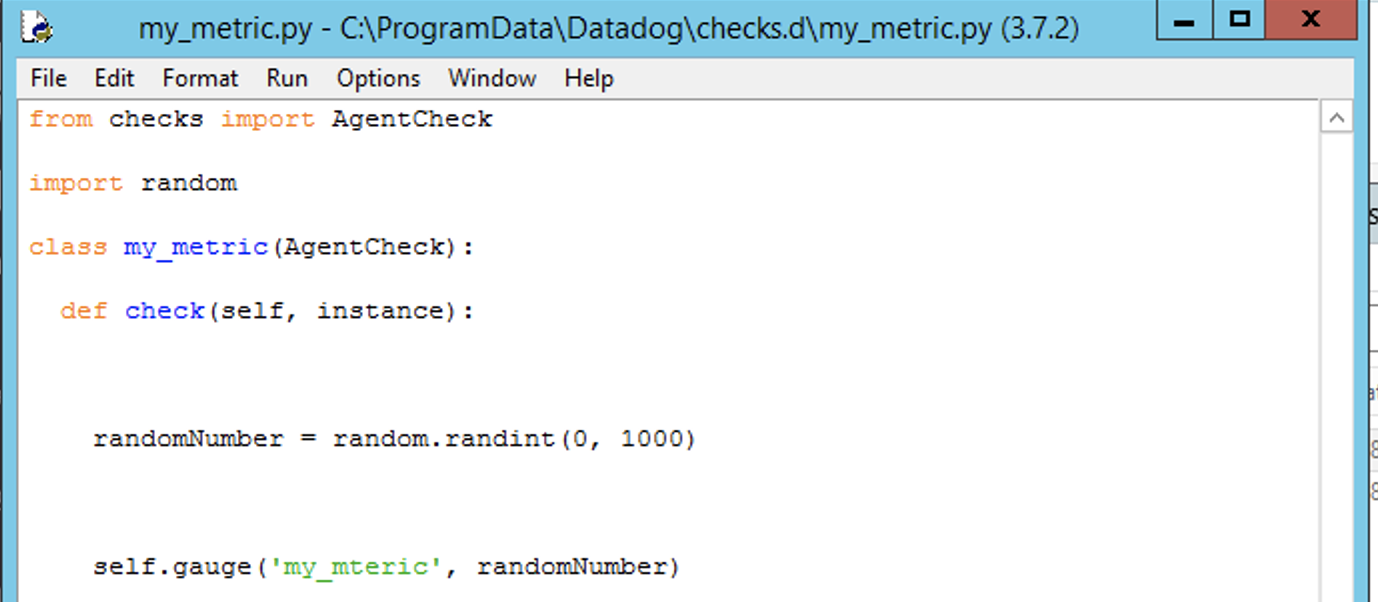 my_metric.py - C:\ProgramData\Datadog\checks.d\my_metric.py (3.7.2)
File Edit Format Run Options Window Help
from checks import AgentCheck
import random
class my_metric(AgentCheck):
def check(self, instance):
randomNumber = random.randint(0, 1000)
self.gauge('my_mteric', randomNumber)